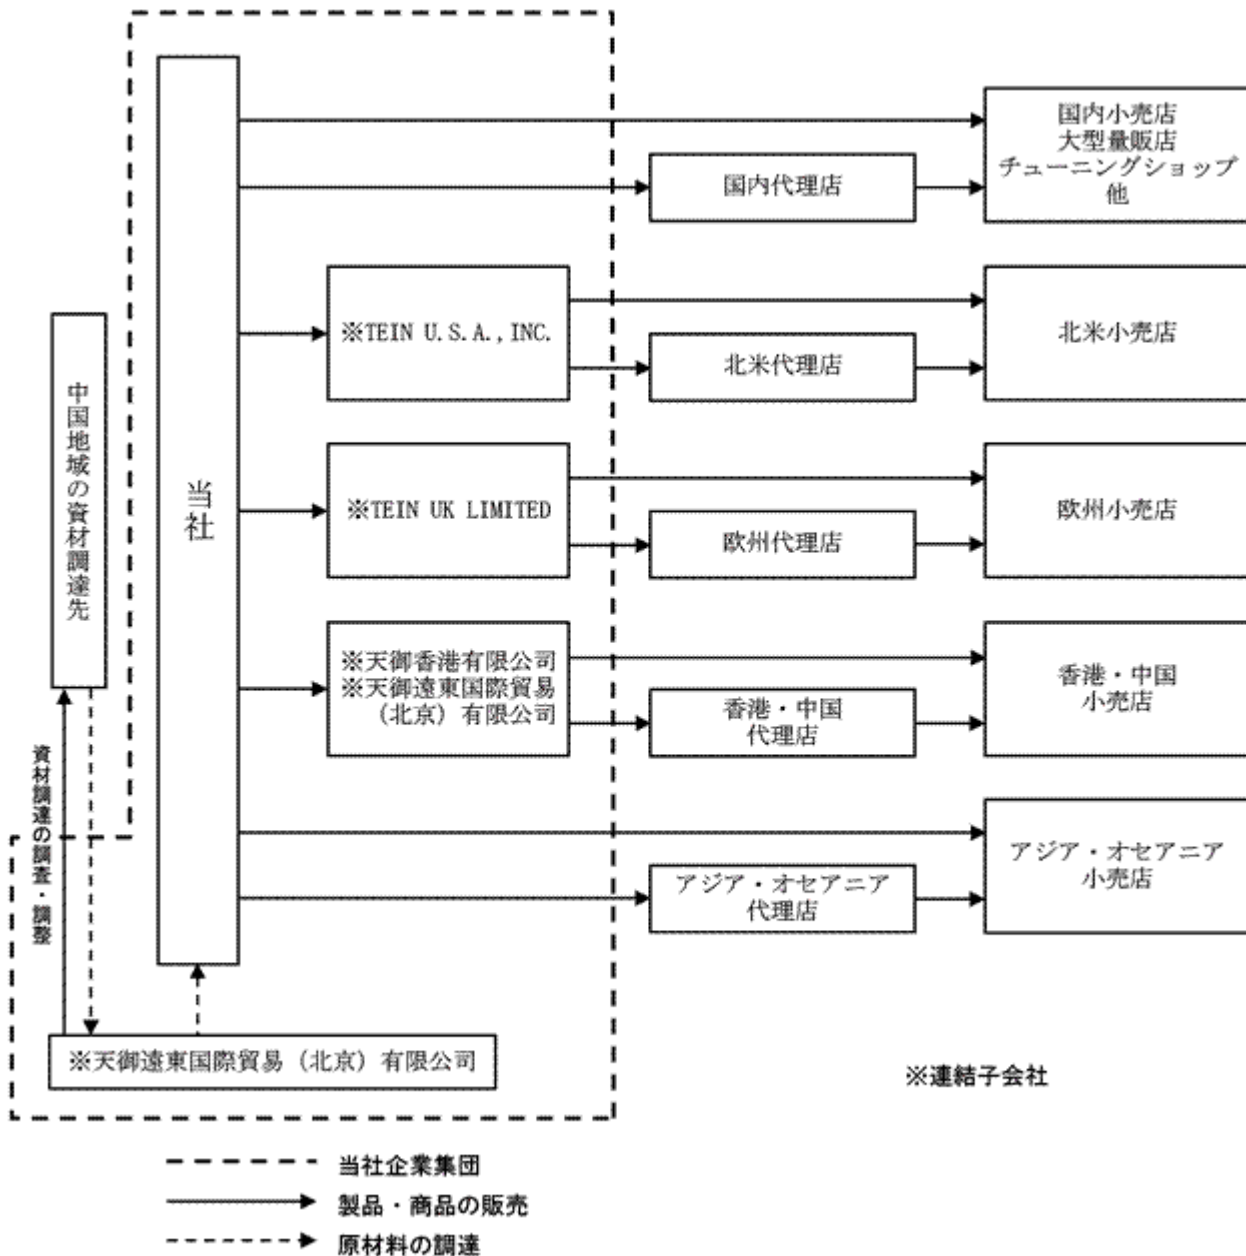 国内小売店
大型量販店
チューニングショップ
他
国内代理店
※TEIN U.S.A., INC.
北米代理店
北米小売店
中国地域の資材調達先
当社
※TEIN UK LIMITED
欧州代理店
欧州小売店
※天御香港有限公司
※天御遠東国際貿易
（北京）有限公司
香港・中国
代理店
香港・中国
小売店
資材調達の調査・調整
アジア・オセアニア
代理店
アジア・オセアニア
小売店
※天御遠東国際貿易（北京）有限公司
※連結子会社
当社企業集団
製品・商品の販売
原材料の調達